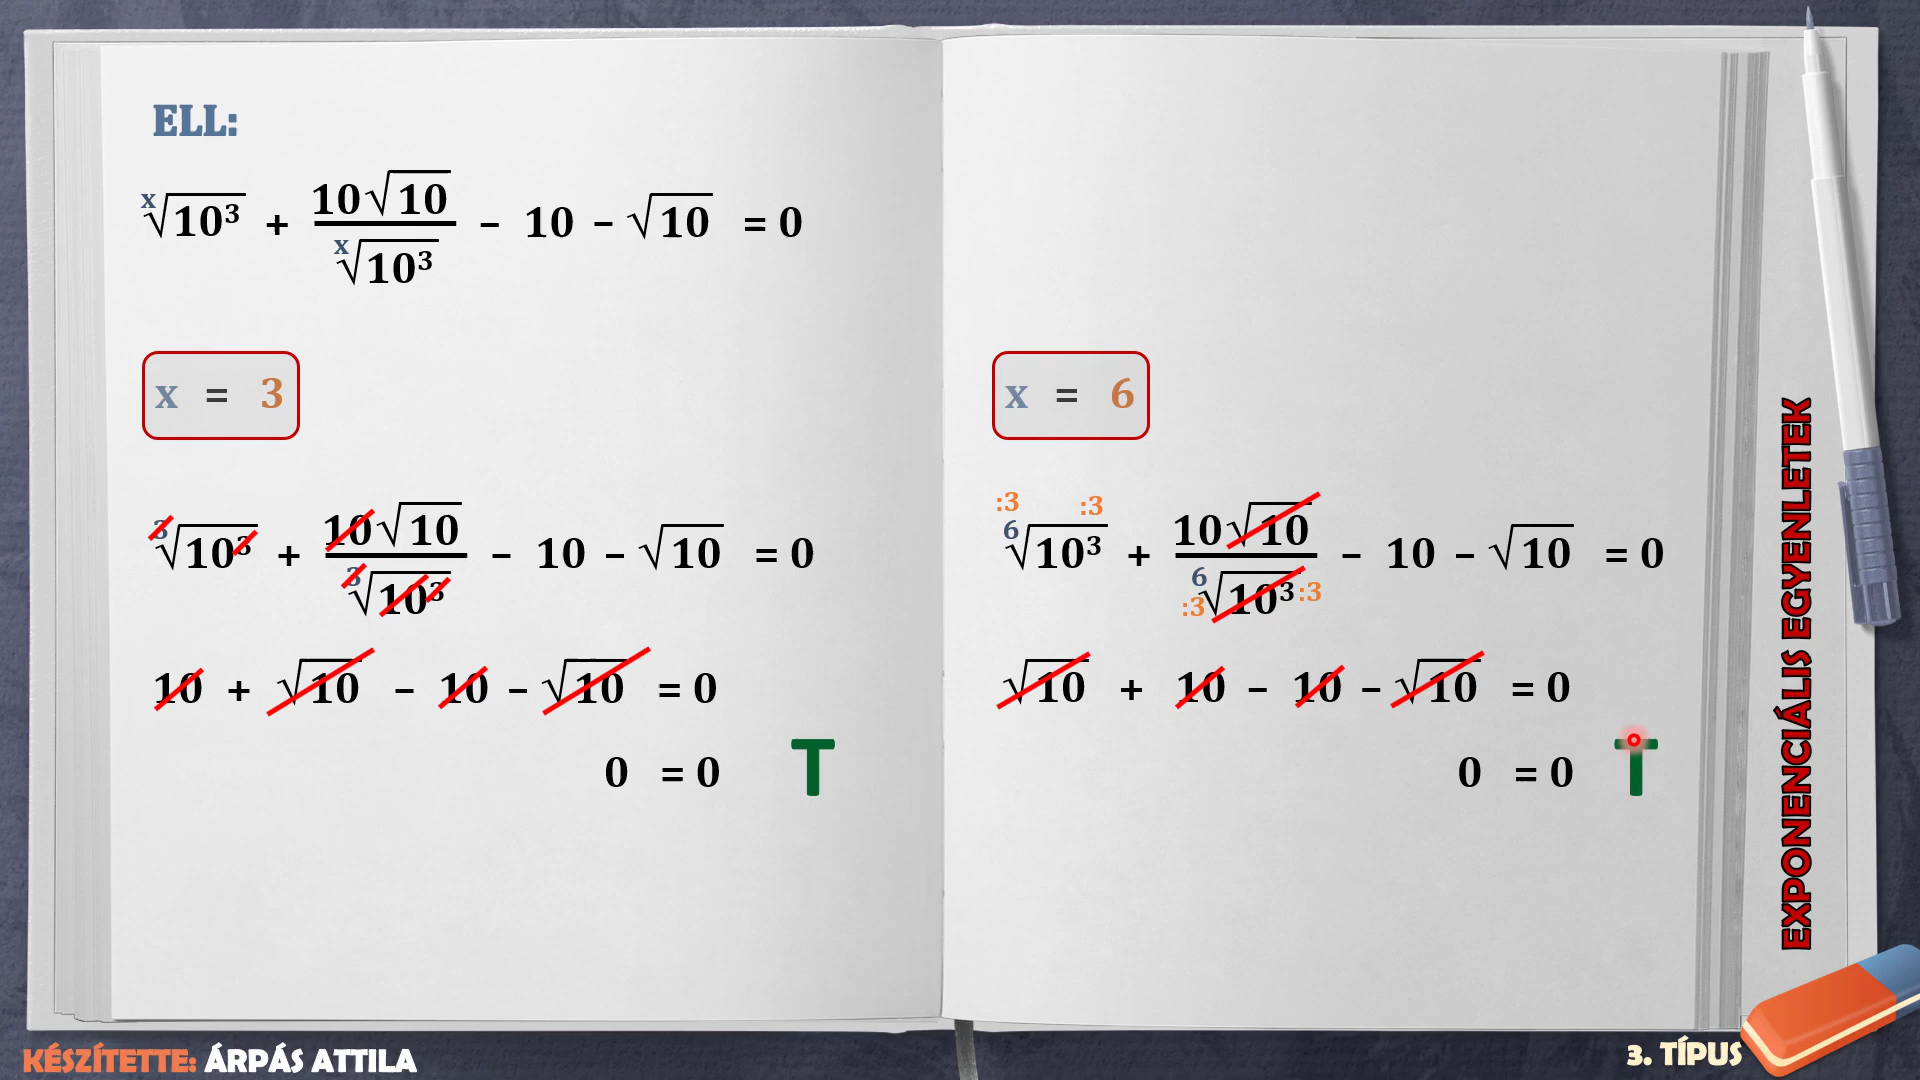 ELL:
ˣ√10³ + 10√10 / ˣ√10³ – 10 – √10 = 0
x = 3
³√10³ + 10√10 / ³√10³ – 10 – √10 = 0
10 + √10 – 10 – √10 = 0
0 = 0 T
x = 6
:3 :3
⁶√10³ + 10√10 / ⁶√10³ – 10 – √10 = 0
:3 :3
√10 + 10 – 10 – √10 = 0
0 = 0 T
EXPONENCIÁLIS EGYENLETEK
KÉSZÍTETTE: ÁRPÁS ATTILA
3. TÍPUS